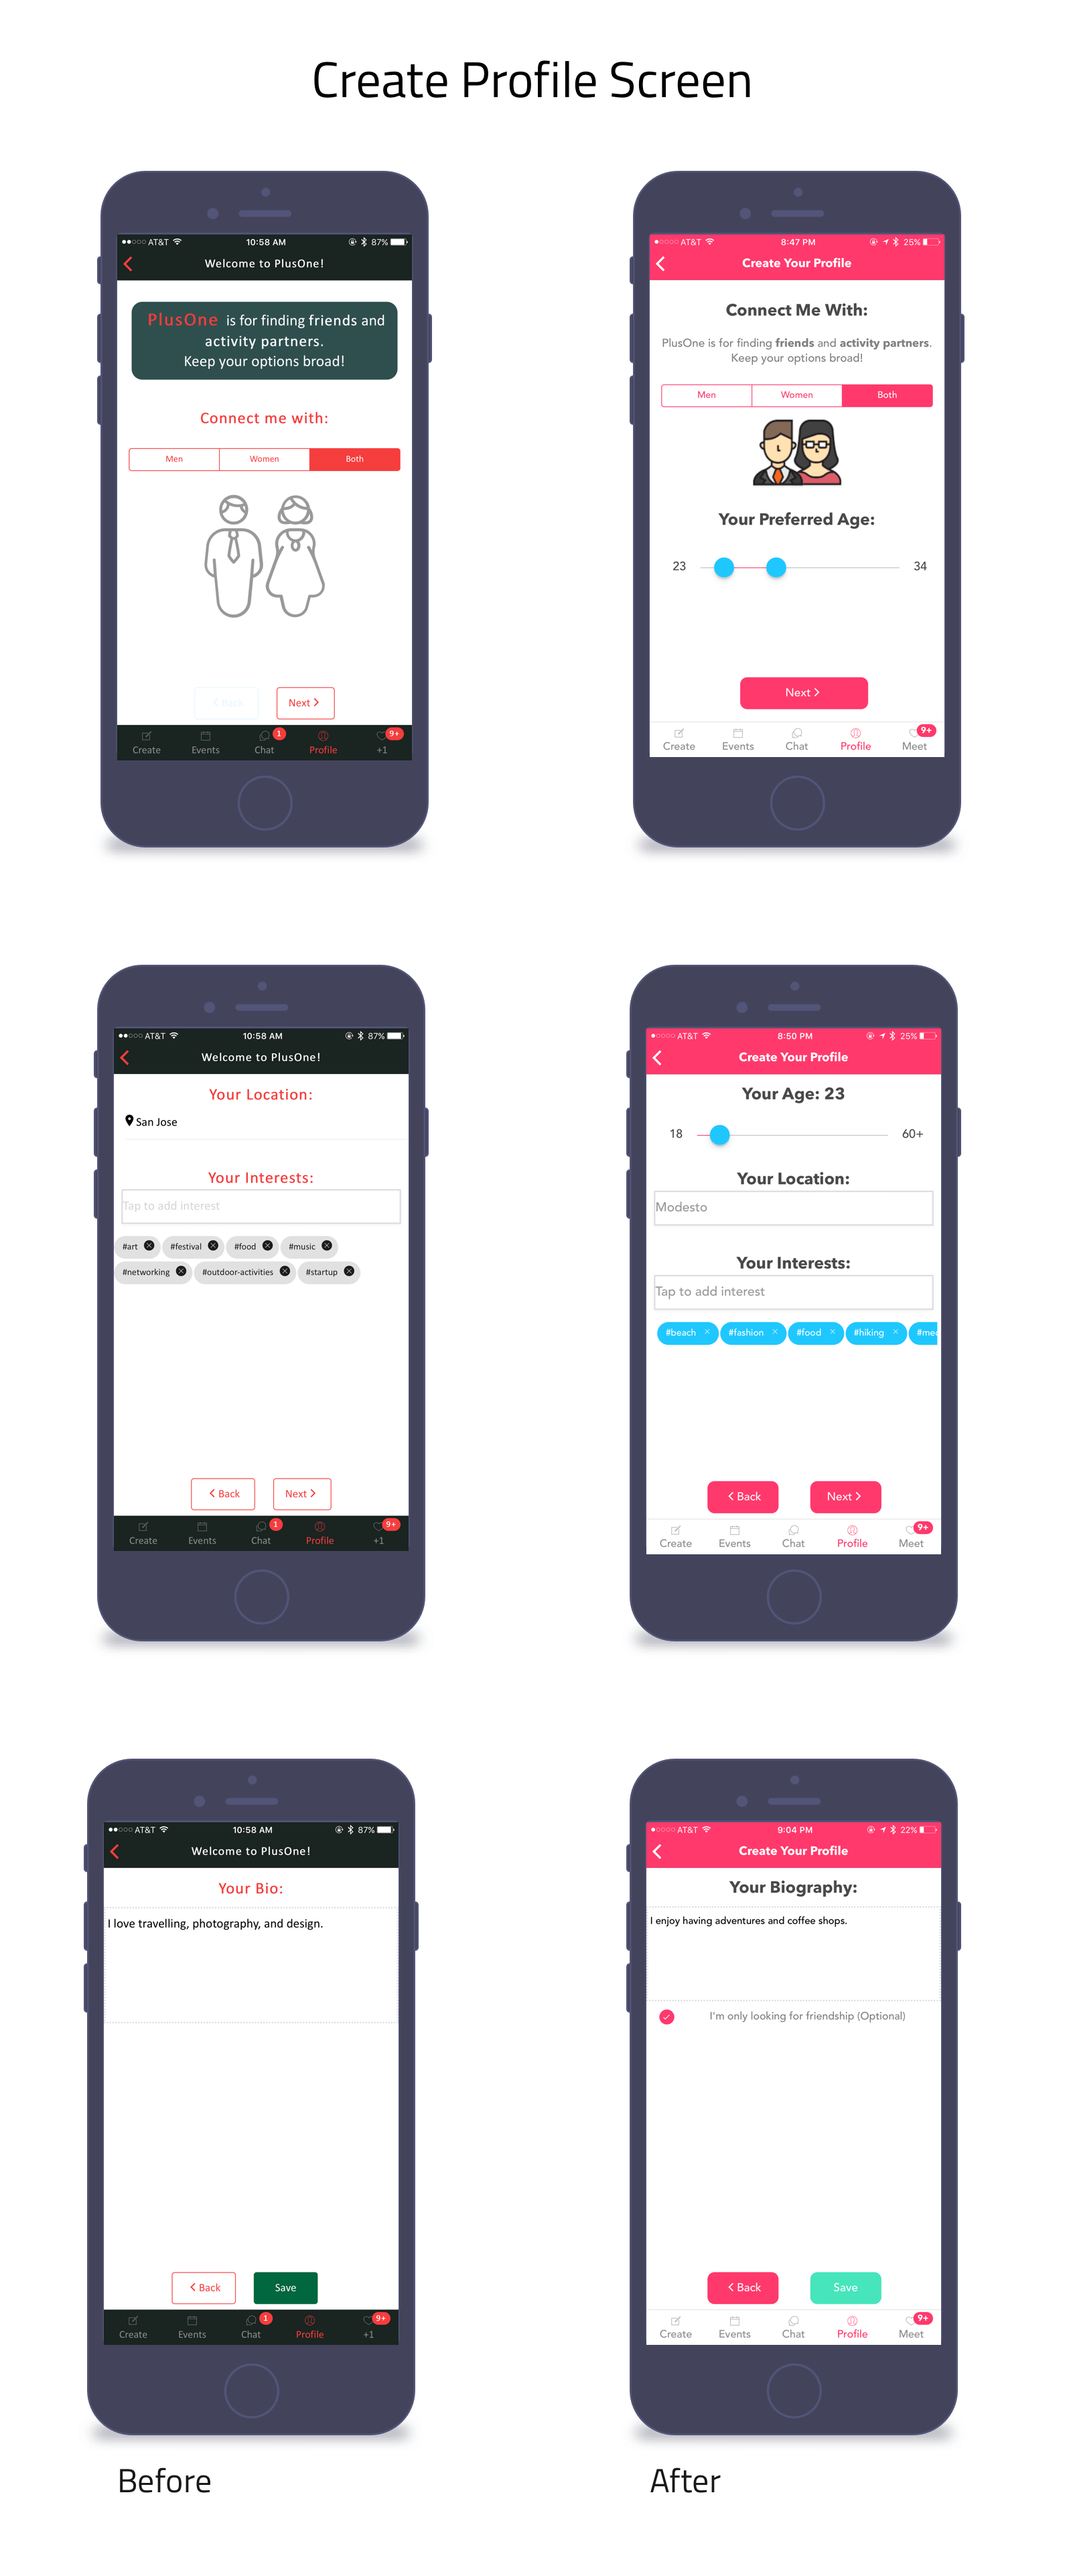 Create Profile Screen
AT&T 10:58 AM 87%
Welcome to PlusOne!
PlusOne is for finding friends and
activity partners.
Keep your options broad!
Connect me with:
Men Women Both
< Back Next >
1 9+
Create Events Chat Profile +1
AT&T 8:47 PM 25%
Create Your Profile
Connect Me With:
PlusOne is for finding friends and activity partners.
Keep your options broad!
Men Women Both
Your Preferred Age:
23 34
Next >
9+
Create Events Chat Profile Meet
AT&T 10:58 AM 87%
Welcome to PlusOne!
Your Location:
San Jose
Your Interests:
Tap to add interest
#art #festival #food #music
#networking #outdoor-activities #startup
< Back Next >
1 9+
Create Events Chat Profile +1
AT&T 8:50 PM 25%
Create Your Profile
Your Age: 23
18 60+
Your Location:
Modesto
Your Interests:
Tap to add interest
#beach × #fashion × #food × #hiking ×
< Back Next >
9+
Create Events Chat Profile Meet
AT&T 10:58 AM 87%
Welcome to PlusOne!
Your Bio:
I love travelling, photography, and design.
< Back Save
1 9+
Create Events Chat Profile +1
AT&T 9:04 PM 22%
Create Your Profile
Your Biography:
I enjoy having adventures and coffee shops.
I'm only looking for friendship (Optional)
< Back Save
9+
Create Events Chat Profile Meet
Before After